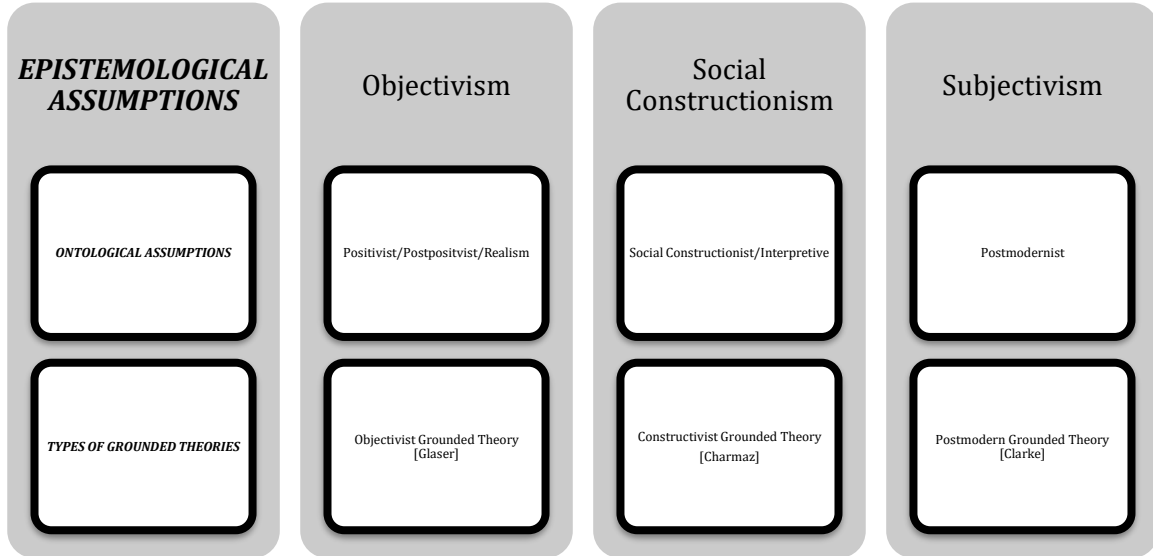 EPISTEMOLOGICAL
ASSUMPTIONS
Objectivism
Social
Constructionism
Subjectivism
ONTOLOGICAL ASSUMPTIONS
Positivist/Postpositvist/Realism
Social Constructionist/Interpretive
Postmodernist
TYPES OF GROUNDED THEORIES
Objectivist Grounded Theory
[Glaser]
Constructivist Grounded Theory
[Charmaz]
Postmodern Grounded Theory
[Clarke]